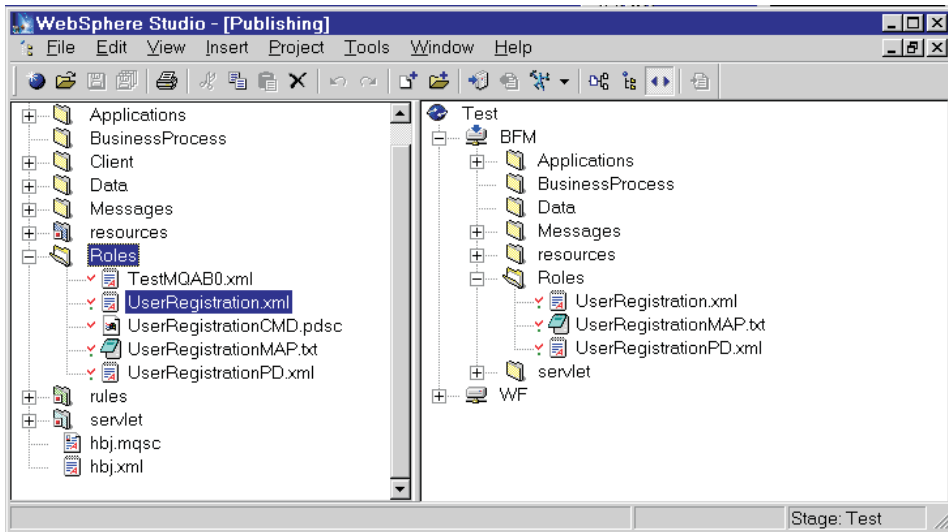 WebSphere Studio - [Publishing]
File Edit View Insert Project Tools Window Help
Applications
BusinessProcess
Client
Data
Messages
resources
Roles
TestMQAB0.xml
UserRegistration.xml
UserRegistrationCMD.pdsc
UserRegistrationMAP.txt
UserRegistrationPD.xml
rules
servlet
hbj.mqsc
hbj.xml
Test
BFM
Applications
BusinessProcess
Data
Messages
resources
Roles
UserRegistration.xml
UserRegistrationMAP.txt
UserRegistrationPD.xml
servlet
WF
Stage: Test